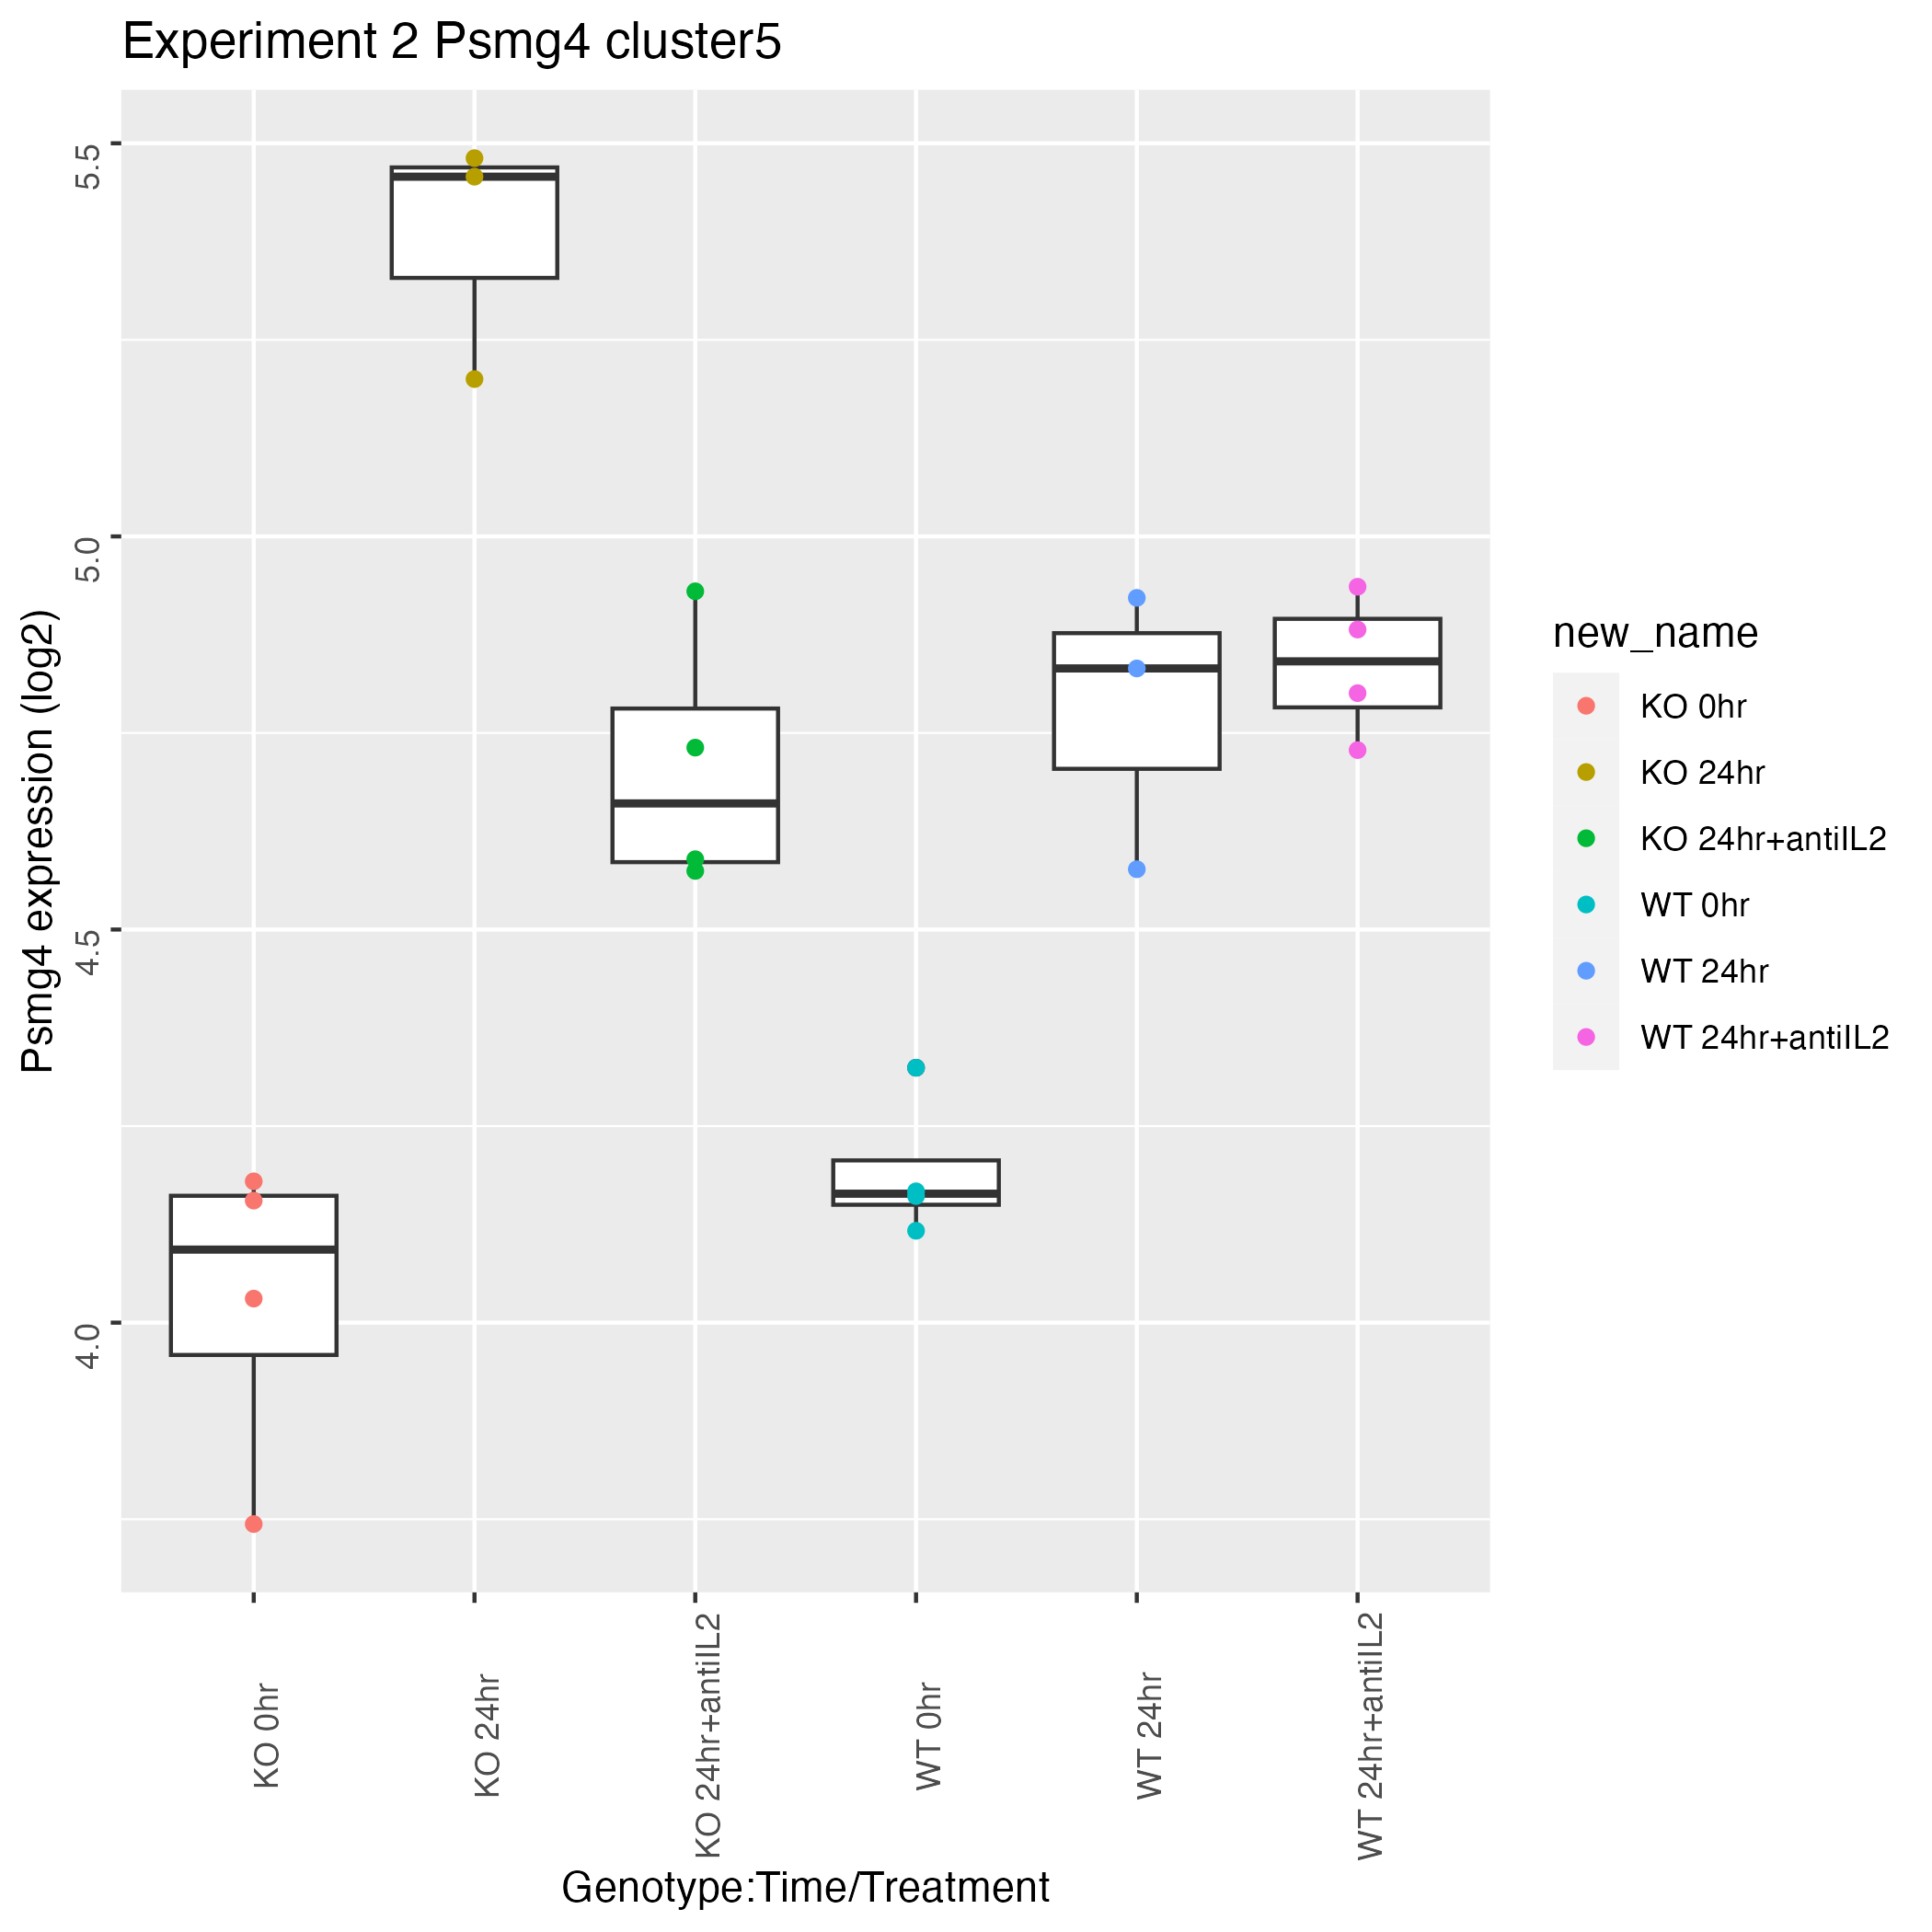 Experiment 2 Psmg4 cluster5
Psmg4 expression (log2)
5.5
5.0
4.5
4.0
KO 0hr
KO 24hr
KO 24hr+antiIL2
WT 0hr
WT 24hr
WT 24hr+antiIL2
Genotype:Time/Treatment
new_name
KO 0hr
KO 24hr
KO 24hr+antiIL2
WT 0hr
WT 24hr
WT 24hr+antiIL2